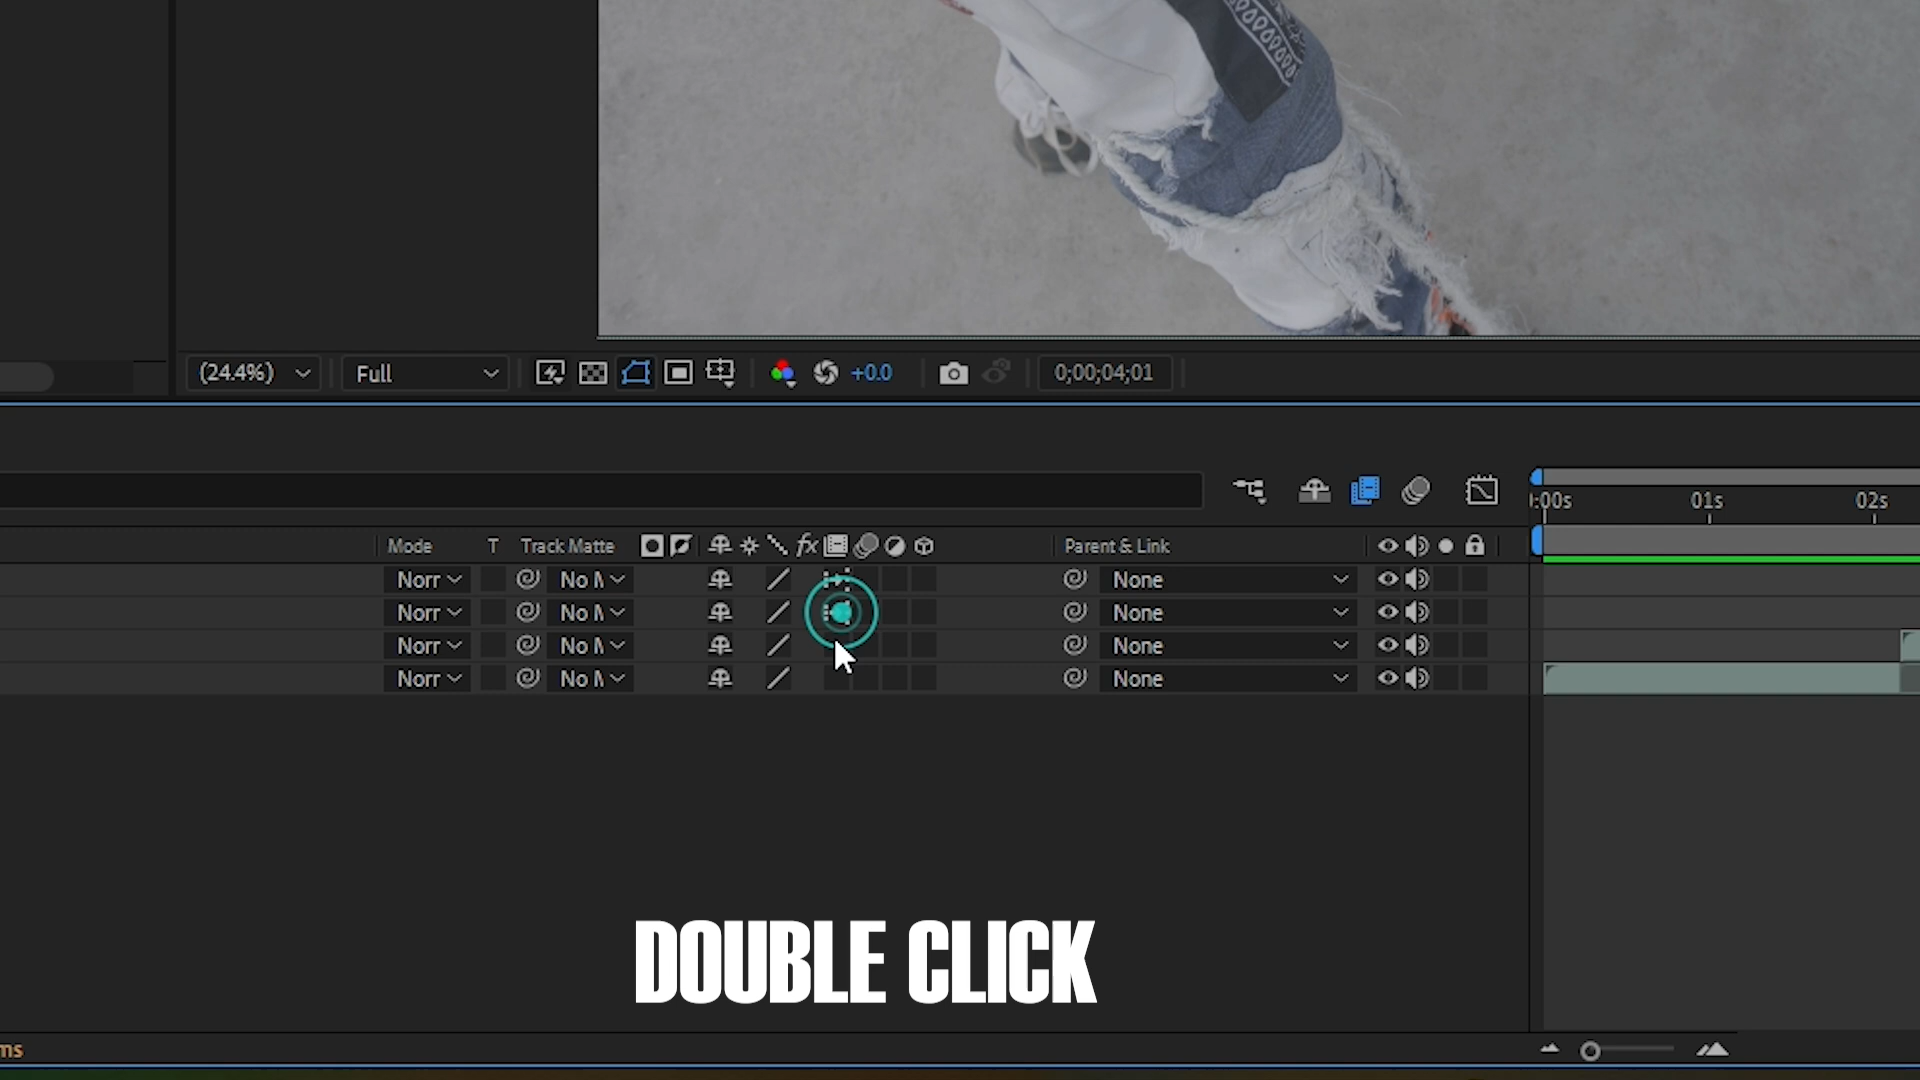 (24.4%) Full +0.0 0;00;04;01
:00s 01s 02s
Mode T Track Matte fx Parent & Link
Norr No M None
Norr No M None
Norr No M None
Norr No M None
DOUBLE CLICK
ms